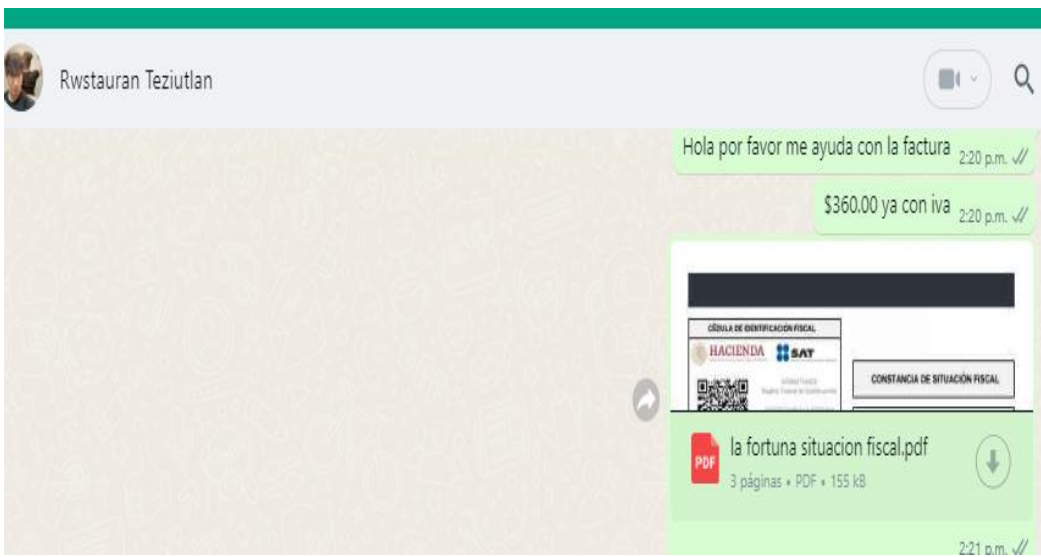 Rwstauran Teziutlan
Hola por favor me ayuda con la factura 2:20 p.m.
$360.00 ya con iva 2:20 p.m.
CÉDULA DE IDENTIFICACIÓN FISCAL
HACIENDA SAT
CONSTANCIA DE SITUACIÓN FISCAL
PDF
la fortuna situacion fiscal.pdf
3 páginas • PDF • 155 kB
2:21 p.m.